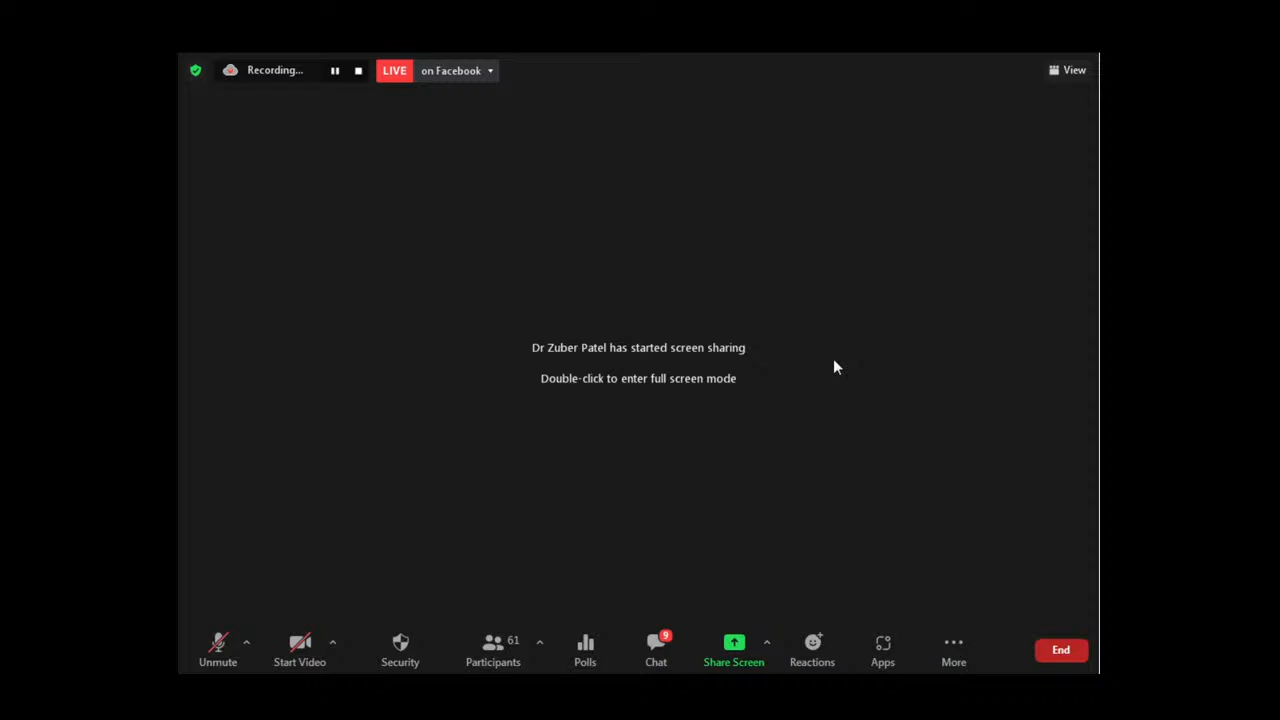 Recording... LIVE on Facebook View
Dr Zuber Patel has started screen sharing
Double-click to enter full screen mode
61 9
Unmute Start Video Security Participants Polls Chat Share Screen Reactions Apps More End